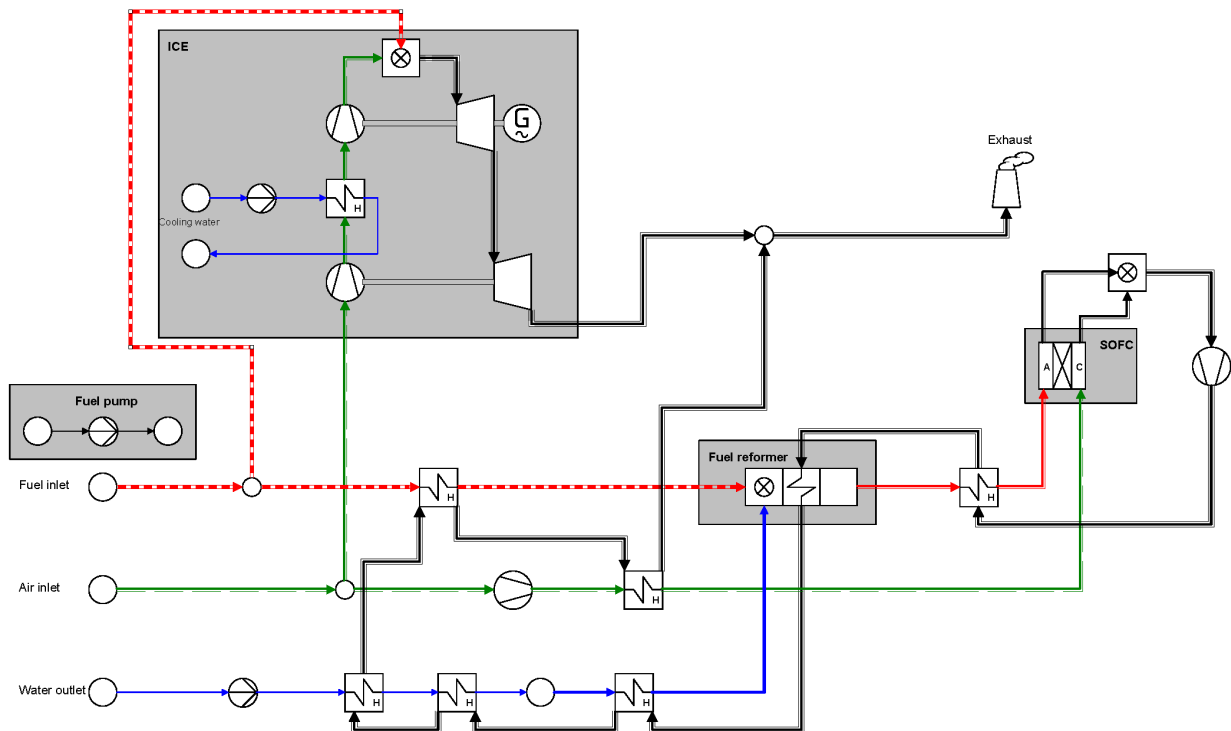 ICE
G
Exhaust
H
Cooling water
SOFC
A C
Fuel pump
Fuel reformer
Fuel inlet
H
H
Air inlet
H
Water outlet
H
H
H